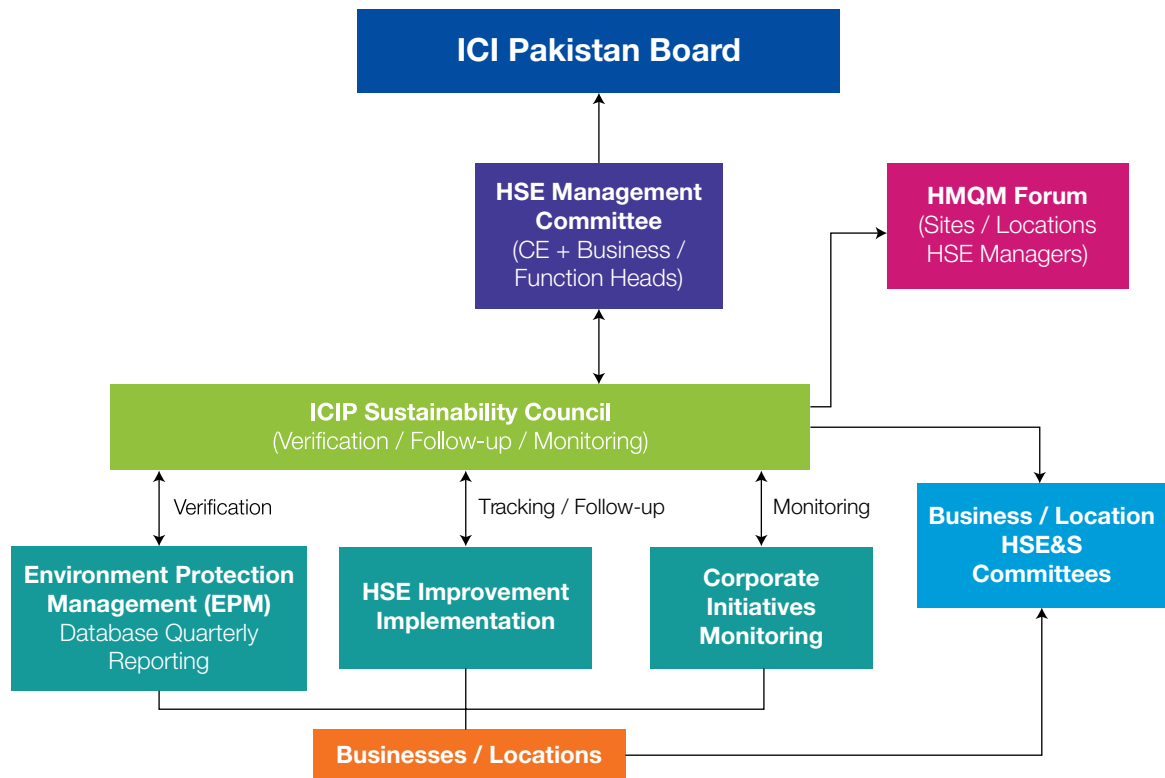 ICI Pakistan Board
HSE Management
Committee
(CE + Business /
Function Heads)
HMQM Forum
(Sites / Locations
HSE Managers)
ICIP Sustainability Council
(Verification / Follow-up / Monitoring)
Verification
Tracking / Follow-up
Monitoring
Environment Protection
Management (EPM)
Database Quarterly
Reporting
HSE Improvement
Implementation
Corporate
Initiatives
Monitoring
Business / Location
HSE&S
Committees
Businesses / Locations